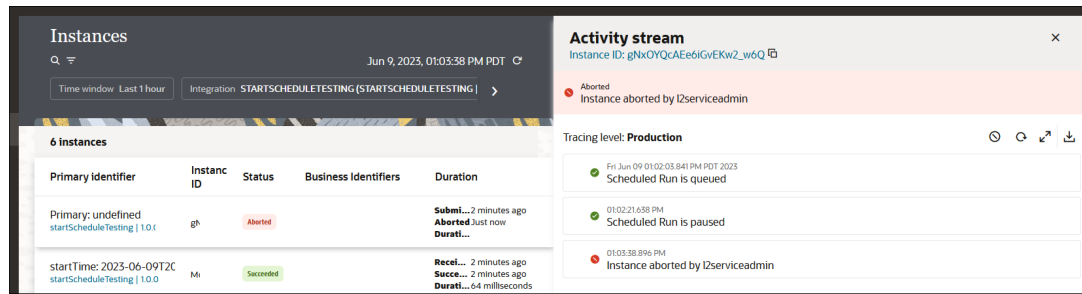 Instances
Jun 9, 2023, 01:03:38 PM PDT
Time window Last 1 hour
Integration STARTSCHEDULETESTING (STARTSCHEDULETESTING |
6 instances
Primary identifier
Instanc
ID
Status
Business Identifiers
Duration
Primary: undefined
startScheduleTesting | 1.0.(
gN
Aborted
Submi... 2 minutes ago
Aborted Just now
Durati...
startTime: 2023-06-09T20
startScheduleTesting | 1.0.0
Succeeded
Recei... 2 minutes ago
Succe... 2 minutes ago
Durati... 64 milliseconds
Activity stream
Instance ID: gNxOYQcAEe6iGvEKw2_w6Q
Aborted
Instance aborted by l2serviceadmin
Tracing level: Production
Fri Jun 09 01:02:03.841 PM PDT 2023
Scheduled Run is queued
01:02:21.638 PM
Scheduled Run is paused
01:03:38.896 PM
Instance aborted by l2serviceadmin